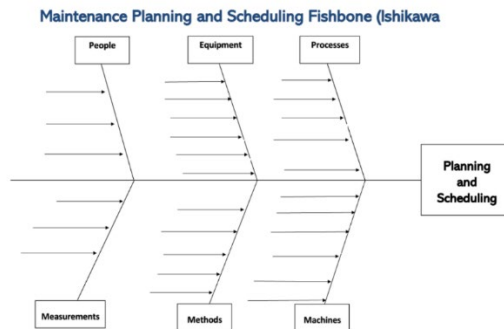 Maintenance Planning and Scheduling Fishbone (Ishikawa
People
Equipment
Processes
Planning
and
Scheduling
Measurements
Methods
Machines